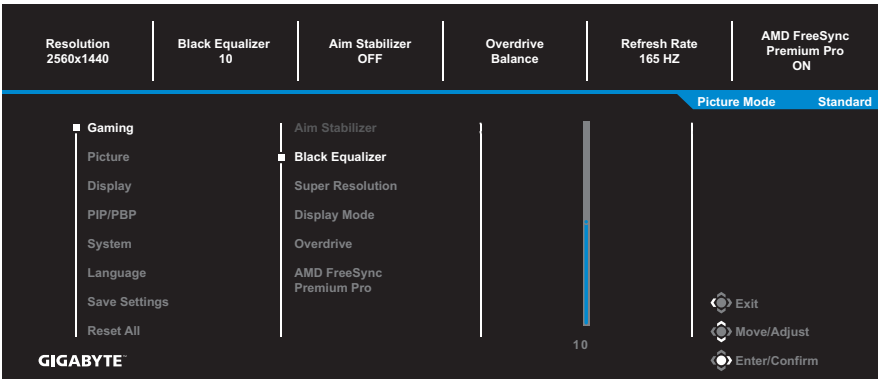 Resolution
2560x1440
Black Equalizer
10
Aim Stabilizer
OFF
Overdrive
Balance
Refresh Rate
165 HZ
AMD FreeSync
Premium Pro
ON
Picture Mode Standard
Gaming
Picture
Display
PIP/PBP
System
Language
Save Settings
Reset All
Aim Stabilizer
Black Equalizer
Super Resolution
Display Mode
Overdrive
AMD FreeSync
Premium Pro
10
Exit
Move/Adjust
Enter/Confirm
GIGABYTE™